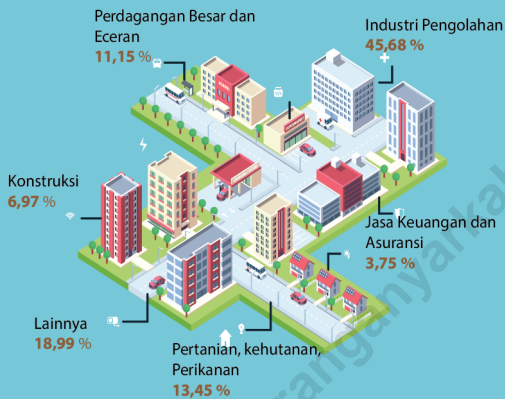 Perdagangan Besar dan
Eceran
11,15 %
Industri Pengolahan
45,68 %
Konstruksi
6,97 %
Jasa Keuangan dan
Asuransi
3,75 %
Lainnya
18,99 %
Pertanian, kehutanan,
Perikanan
13,45 %